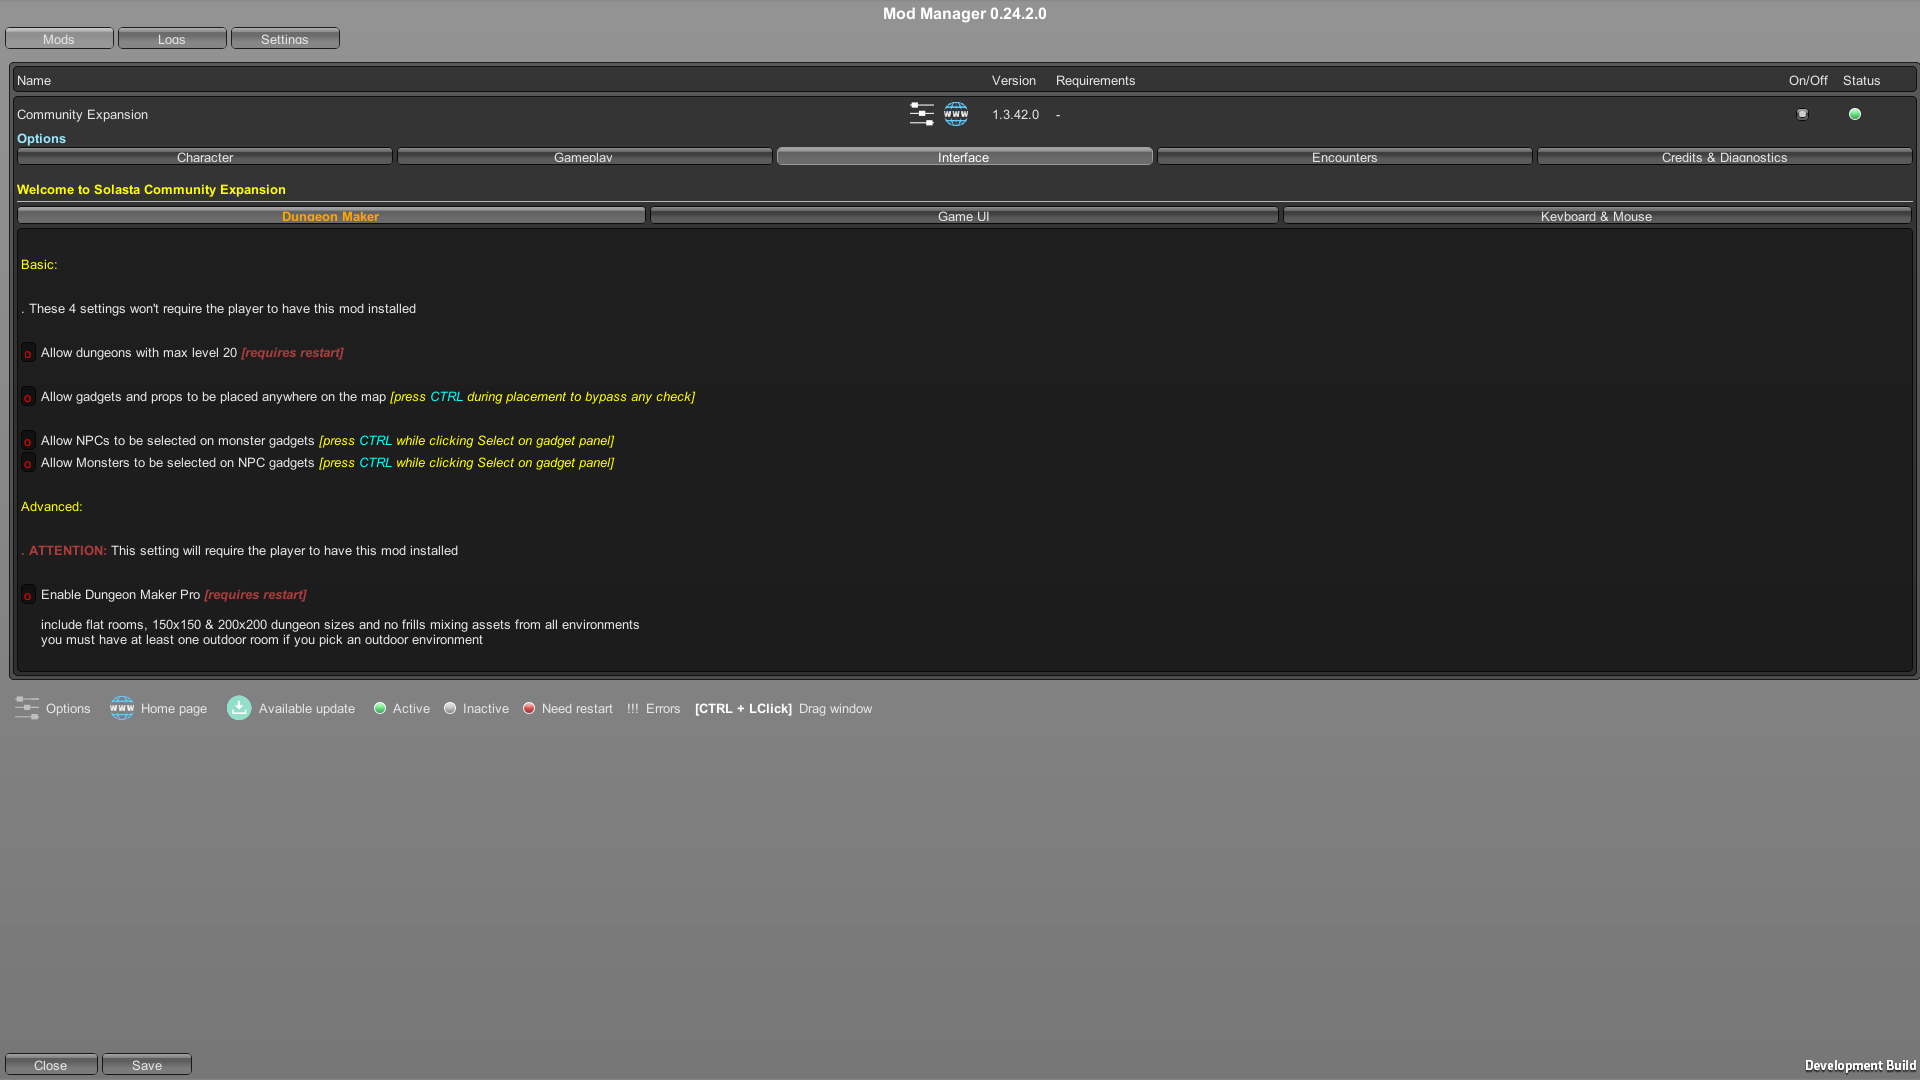 Mod Manager 0.24.2.0
Mods Logs Settings
Name Version Requirements On/Off Status
Community Expansion WWW 1.3.42.0 -
Options
Character Gameplay Interface Encounters Credits & Diagnostics
Welcome to Solasta Community Expansion
Dungeon Maker Game UI Keyboard & Mouse
Basic:
. These 4 settings won't require the player to have this mod installed
o Allow dungeons with max level 20 [requires restart]
o Allow gadgets and props to be placed anywhere on the map [press CTRL during placement to bypass any check]
o Allow NPCs to be selected on monster gadgets [press CTRL while clicking Select on gadget panel]
o Allow Monsters to be selected on NPC gadgets [press CTRL while clicking Select on gadget panel]
Advanced:
. ATTENTION: This setting will require the player to have this mod installed
o Enable Dungeon Maker Pro [requires restart]
include flat rooms, 150x150 & 200x200 dungeon sizes and no frills mixing assets from all environments
you must have at least one outdoor room if you pick an outdoor environment
Options WWW Home page Available update Active Inactive Need restart !!! Errors [CTRL + LClick] Drag window
Close Save
Development Build